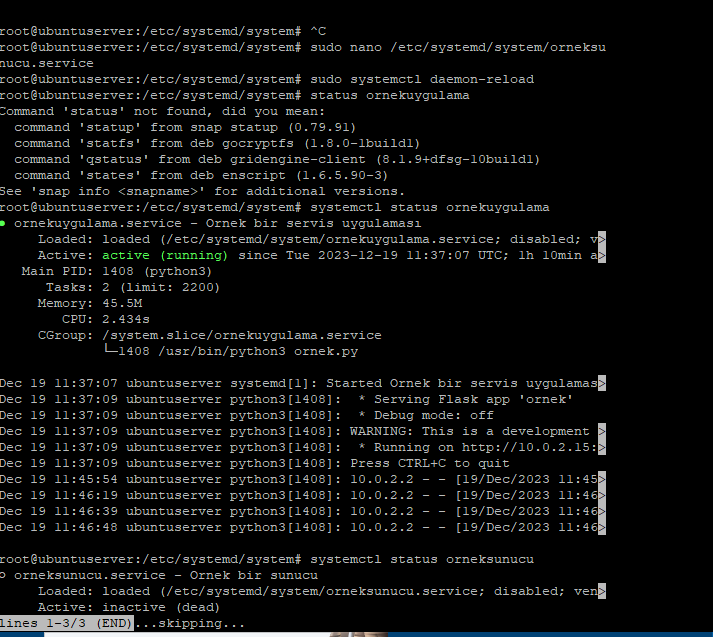 root@ubuntuserver:/etc/systemd/system# ^C
root@ubuntuserver:/etc/systemd/system# sudo nano /etc/systemd/system/orneksu
nucu.service
root@ubuntuserver:/etc/systemd/system# sudo systemctl daemon-reload
root@ubuntuserver:/etc/systemd/system# status ornekuygulama
Command 'status' not found, did you mean:
  command 'statup' from snap statup (0.79.91)
  command 'statfs' from deb gocryptfs (1.8.0-1build1)
  command 'qstatus' from deb gridengine-client (8.1.9+dfsg-10build1)
  command 'states' from deb enscript (1.6.5.90-3)
See 'snap info <snapname>' for additional versions.
root@ubuntuserver:/etc/systemd/system# systemctl status ornekuygulama
● ornekuygulama.service - Ornek bir servis uygulaması
     Loaded: loaded (/etc/systemd/system/ornekuygulama.service; disabled; v>
     Active: active (running) since Tue 2023-12-19 11:37:07 UTC; 1h 10min a>
   Main PID: 1408 (python3)
      Tasks: 2 (limit: 2200)
     Memory: 45.5M
        CPU: 2.434s
     CGroup: /system.slice/ornekuygulama.service
             └─1408 /usr/bin/python3 ornek.py
Dec 19 11:37:07 ubuntuserver systemd[1]: Started Ornek bir servis uygulamas>
Dec 19 11:37:09 ubuntuserver python3[1408]:  * Serving Flask app 'ornek'
Dec 19 11:37:09 ubuntuserver python3[1408]:  * Debug mode: off
Dec 19 11:37:09 ubuntuserver python3[1408]: WARNING: This is a development >
Dec 19 11:37:09 ubuntuserver python3[1408]:  * Running on http://10.0.2.15:>
Dec 19 11:37:09 ubuntuserver python3[1408]: Press CTRL+C to quit
Dec 19 11:45:54 ubuntuserver python3[1408]: 10.0.2.2 - - [19/Dec/2023 11:45>
Dec 19 11:46:19 ubuntuserver python3[1408]: 10.0.2.2 - - [19/Dec/2023 11:46>
Dec 19 11:46:39 ubuntuserver python3[1408]: 10.0.2.2 - - [19/Dec/2023 11:46>
Dec 19 11:46:48 ubuntuserver python3[1408]: 10.0.2.2 - - [19/Dec/2023 11:46>
root@ubuntuserver:/etc/systemd/system# systemctl status orneksunucu
○ orneksunucu.service - Ornek bir sunucu
     Loaded: loaded (/etc/systemd/system/orneksunucu.service; disabled; ven>
     Active: inactive (dead)
lines 1-3/3 (END)...skipping...